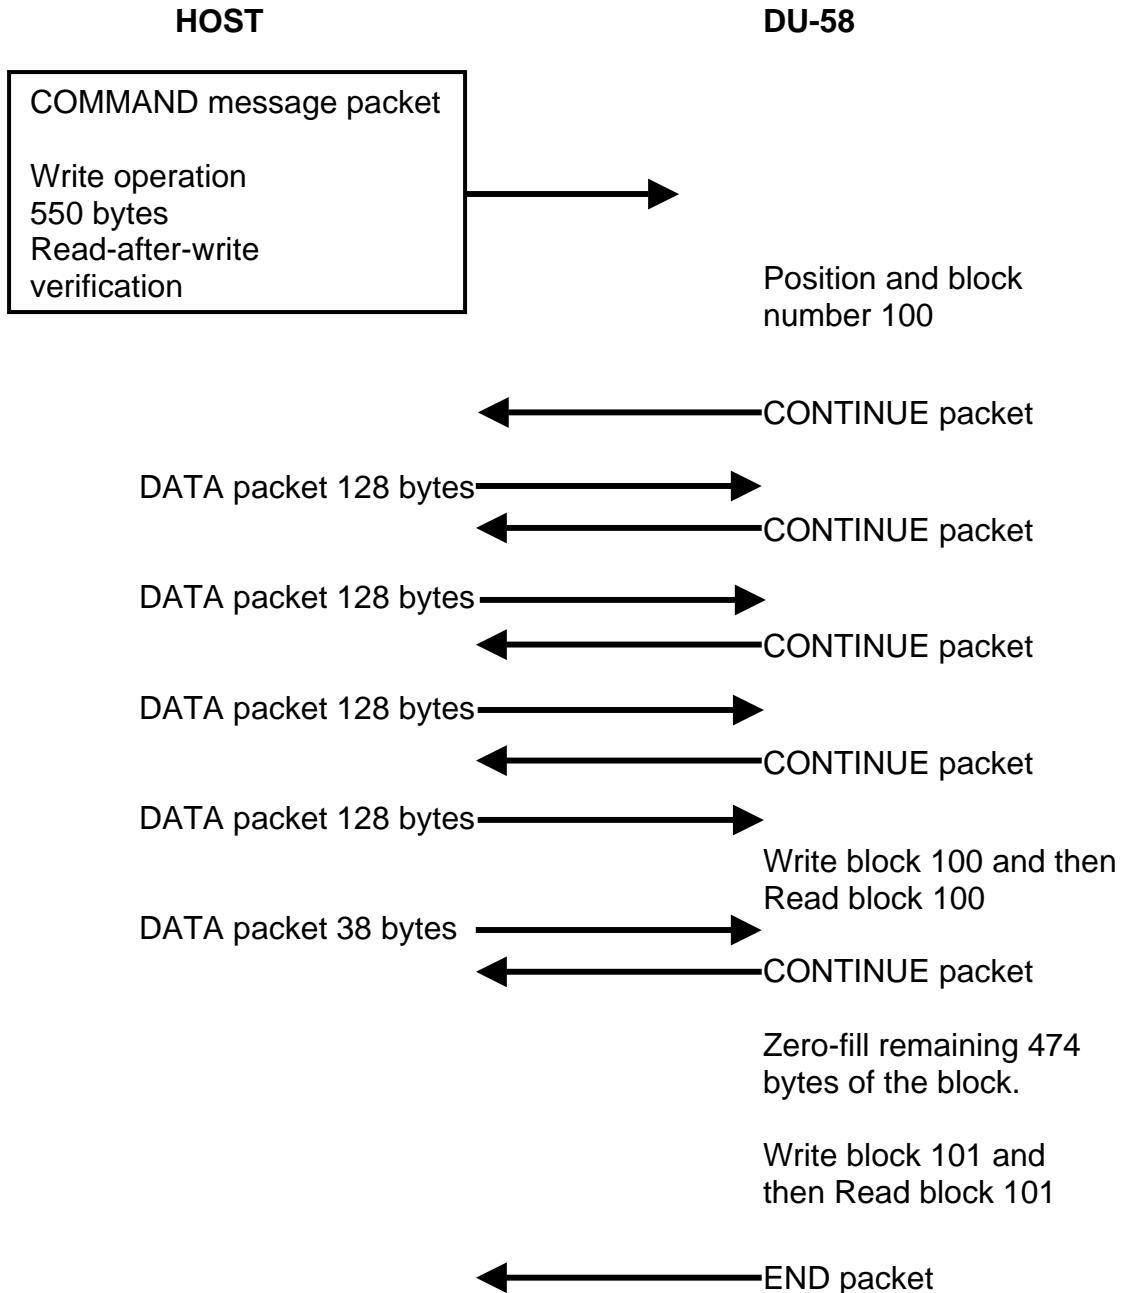 HOST DU-58
COMMAND message packet
Write operation
550 bytes
Read-after-write
verification
Position and block
number 100
CONTINUE packet
DATA packet 128 bytes
CONTINUE packet
DATA packet 128 bytes
CONTINUE packet
DATA packet 128 bytes
CONTINUE packet
DATA packet 128 bytes
Write block 100 and then
Read block 100
DATA packet 38 bytes
CONTINUE packet
Zero-fill remaining 474
bytes of the block.
Write block 101 and
then Read block 101
END packet